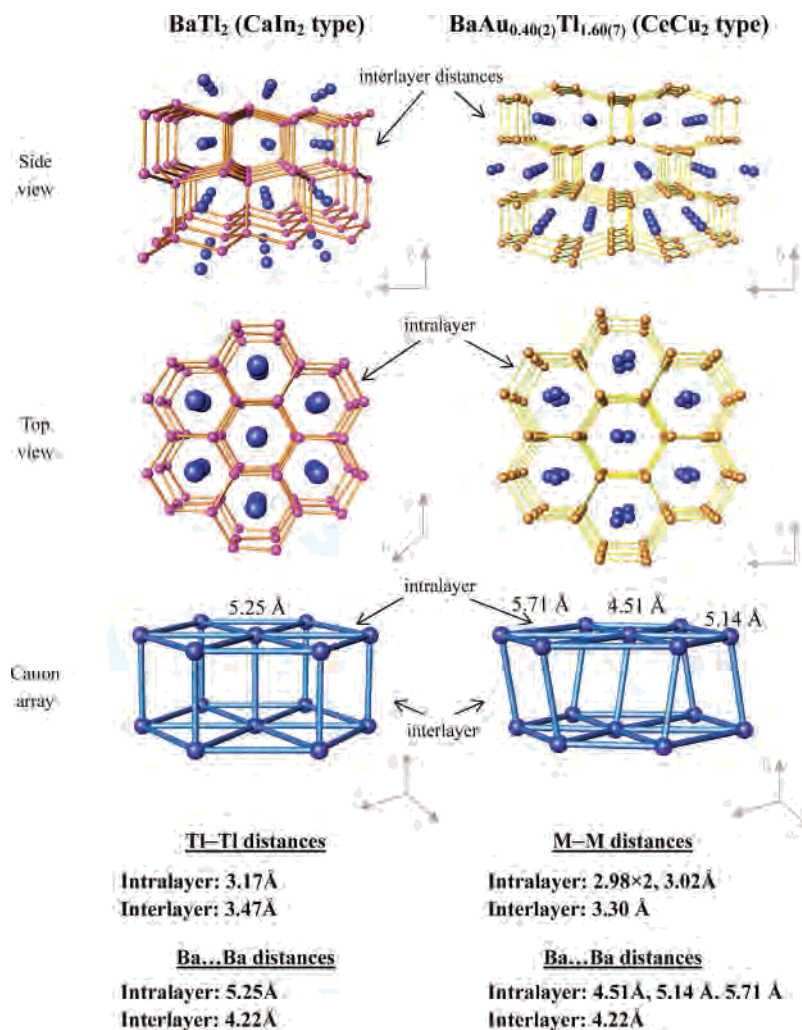 BaTl₂ (CaIn₂ type) BaAu₀.₄₀₍₂₎Tl₁.₆₀₍₇₎ (CeCu₂ type)
interlayer distances
Side
view
intralayer
Top
view
intralayer
5.25 Å 5.71 Å 4.51 Å 5.14 Å
Cation
array
interlayer
Tl–Tl distances M–M distances
Intralayer: 3.17Å Intralayer: 2.98×2, 3.02Å
Interlayer: 3.47Å Interlayer: 3.30 Å
Ba…Ba distances Ba…Ba distances
Intralayer: 5.25Å Intralayer: 4.51Å, 5.14 Å. 5.71 Å
Interlayer: 4.22Å Interlayer: 4.22Å